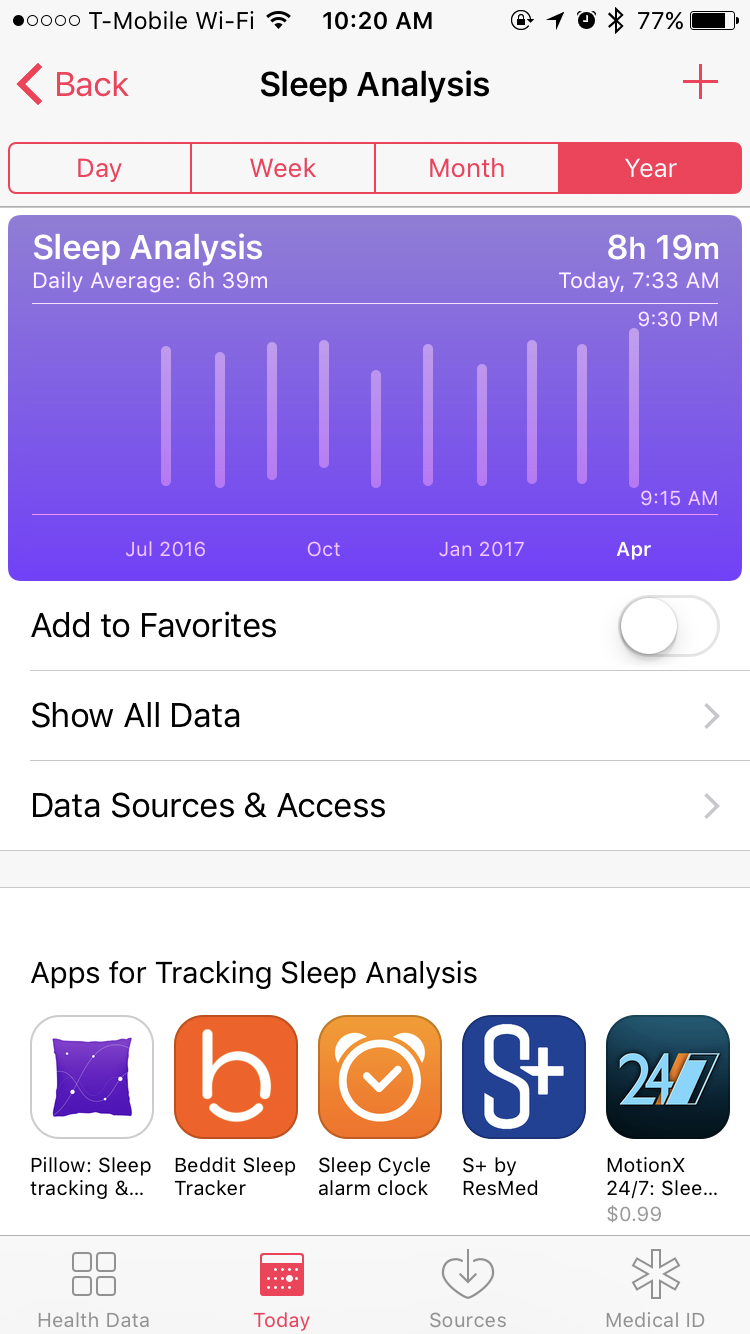 T-Mobile Wi-Fi 10:20 AM 77%
Back Sleep Analysis
Day Week Month Year
Sleep Analysis 8h 19m
Daily Average: 6h 39m Today, 7:33 AM
9:30 PM
9:15 AM
Jul 2016 Oct Jan 2017 Apr
Add to Favorites
Show All Data
Data Sources & Access
Apps for Tracking Sleep Analysis
b S+ 24/7
Pillow: Sleep Beddit Sleep Sleep Cycle S+ by MotionX
tracking &... Tracker alarm clock ResMed 24/7: Slee...
$0.99
Health Data Today Sources Medical ID